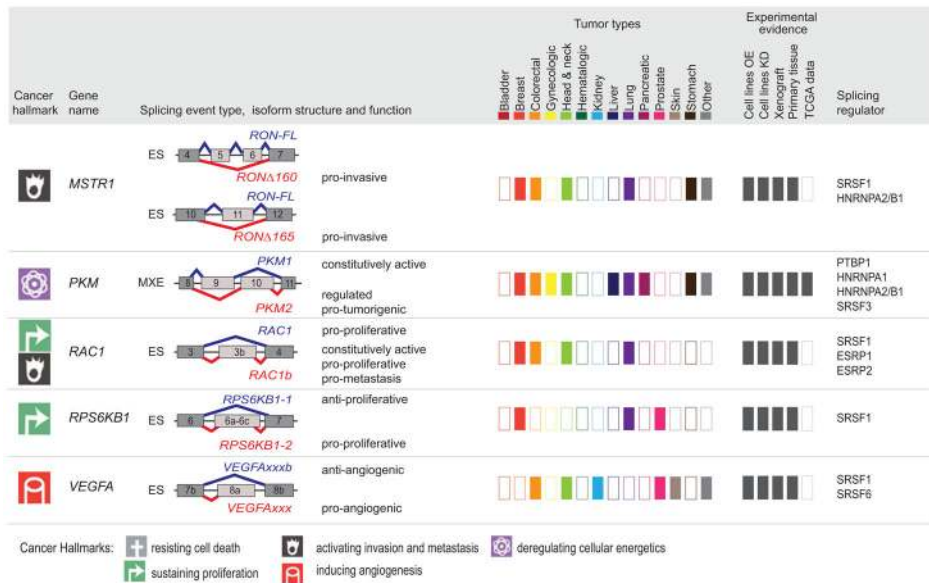 Tumor types
Experimental evidence
Cancer hallmark
Gene name
Splicing event type, isoform structure and function
Bladder
Breast
Colorectal
Gynecologic
Head & neck
Hematalogic
Kidney
Liver
Lung
Pancreatic
Prostate
Skin
Stomach
Other
Cell lines OE
Cell lines KD
Xenograft
Primary tissue
TCGA data
Splicing regulator
MSTR1
RON-FL
ES 4 5 6 7
RONΔ160 pro-invasive
RON-FL
ES 10 11 12
RONΔ165 pro-invasive
SRSF1
HNRNPA2/B1
PKM
PKM1 constitutively active
MXE 8 9 10 11
regulated
PKM2 pro-tumorigenic
PTBP1
HNRNPA1
HNRNPA2/B1
SRSF3
RAC1
RAC1 pro-proliferative
ES 3 3b 4
constitutively active
pro-proliferative
RAC1b pro-metastasis
SRSF1
ESRP1
ESRP2
RPS6KB1
RPS6KB1-1 anti-proliferative
ES 6 6a-6c 7
RPS6KB1-2 pro-proliferative
SRSF1
VEGFA
VEGFAxxxb anti-angiogenic
ES 7b 8a 8b
VEGFAxxx pro-angiogenic
SRSF1
SRSF6
Cancer Hallmarks:
resisting cell death
activating invasion and metastasis
deregulating cellular energetics
sustaining proliferation
inducing angiogenesis